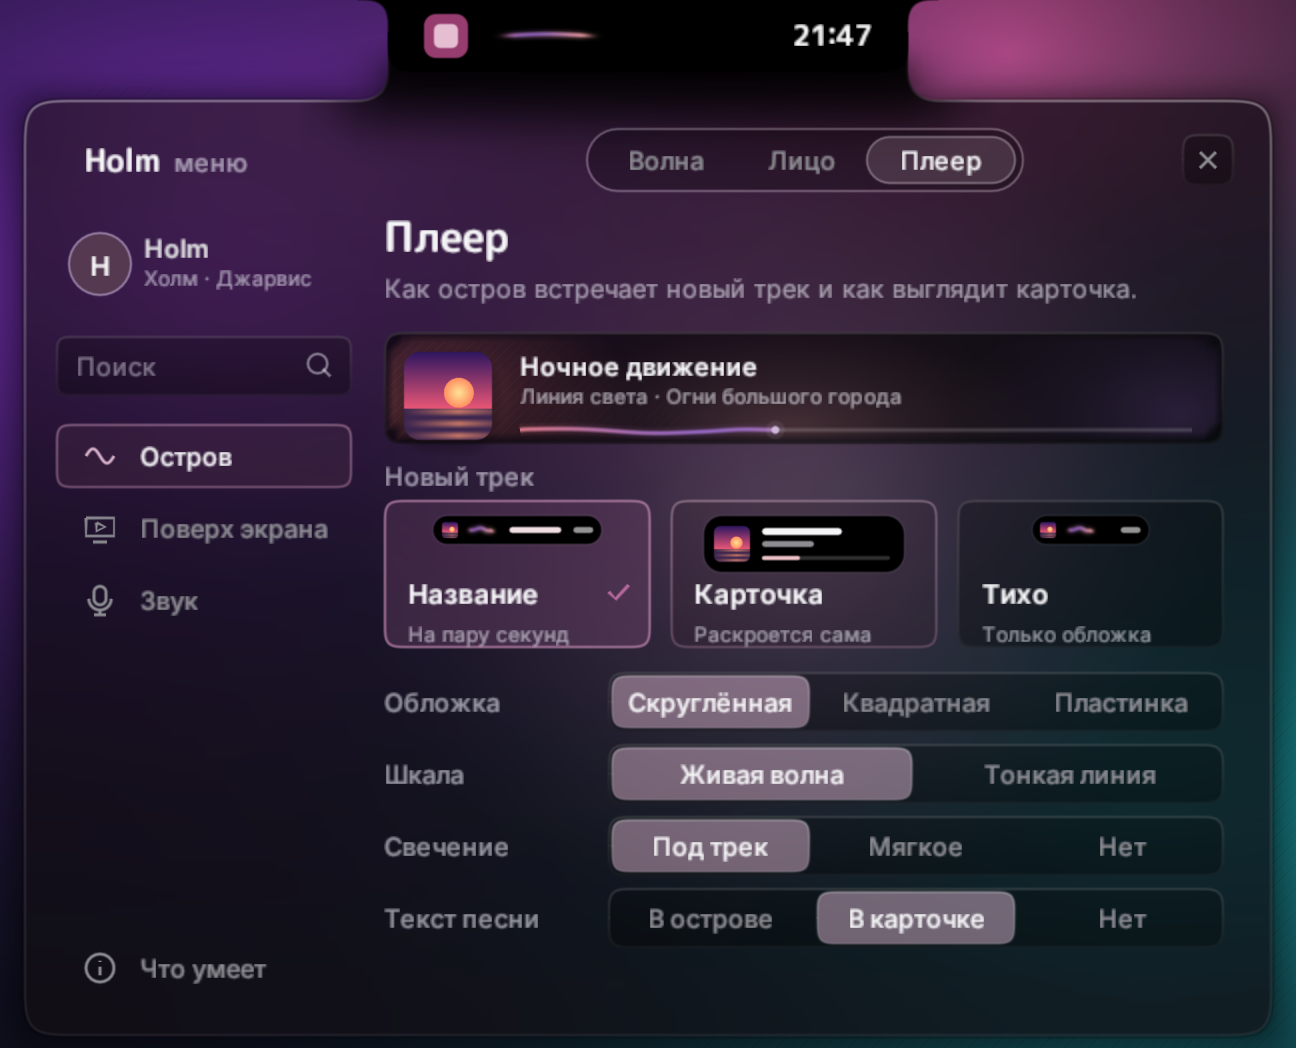 21:47
Holm меню
Волна Лицо Плеер
H
Holm
Холм · Джарвис
Поиск
Остров
Поверх экрана
Звук
Что умеет
Плеер
Как остров встречает новый трек и как выглядит карточка.
Ночное движение
Линия света · Огни большого города
Новый трек
Название
На пару секунд
Карточка
Раскроется сама
Тихо
Только обложка
Обложка Скруглённая Квадратная Пластинка
Шкала Живая волна Тонкая линия
Свечение Под трек Мягкое Нет
Текст песни В острове В карточке Нет